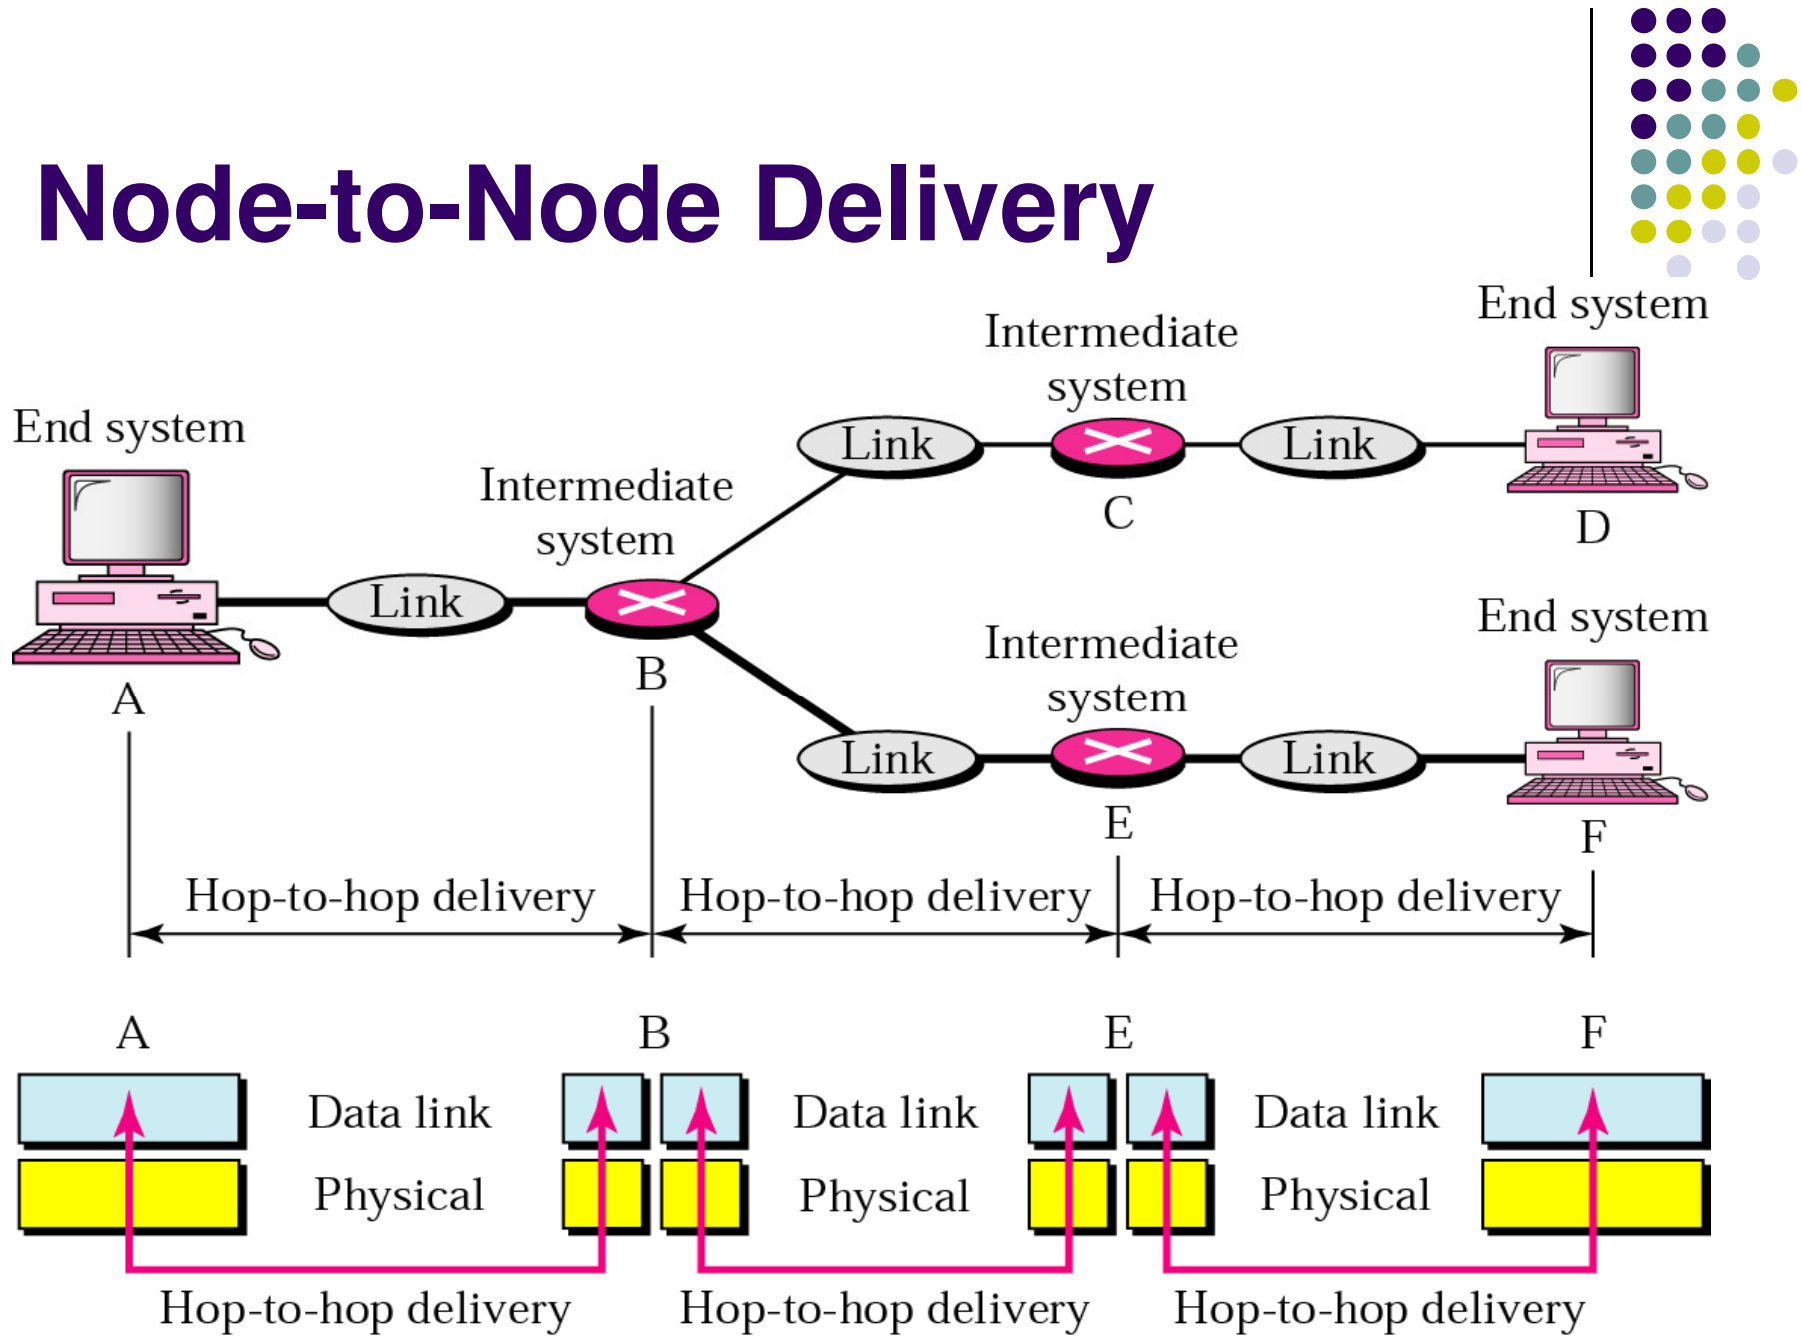 Node-to-Node Delivery
End system
Intermediate
system
End system
Link
Link
C
D
Intermediate
system
Link
B
A
End system
Intermediate
system
Link
Link
E
F
Hop-to-hop delivery
Hop-to-hop delivery
Hop-to-hop delivery
A
B
E
F
Data link
Data link
Data link
Physical
Physical
Physical
Hop-to-hop delivery
Hop-to-hop delivery
Hop-to-hop delivery